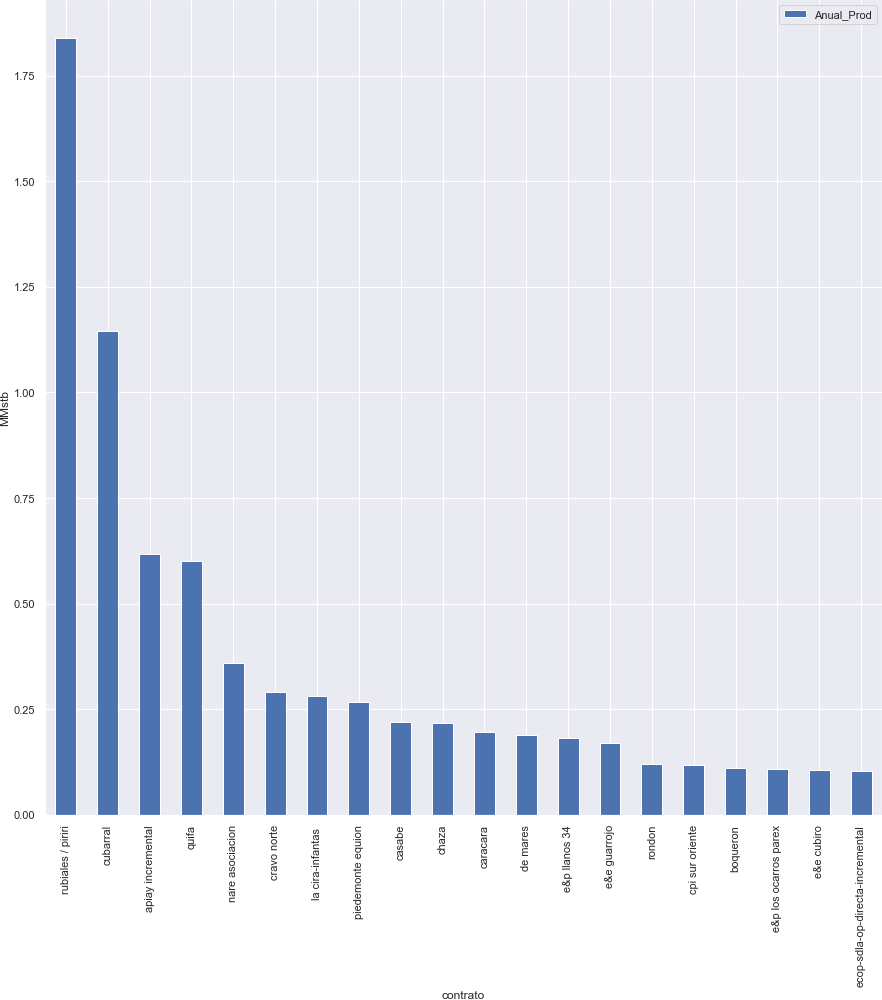 Anual_Prod
1.75
1.50
1.25
1.00
0.75
0.50
0.25
0.00
MMstb
rubiales / piriri
cubarral
apiay incremental
quifa
nare asociacion
cravo norte
la cira-infantas
piedemonte equion
casabe
chaza
caracara
de mares
e&p llanos 34
e&e guarrojo
rondon
cpi sur oriente
boqueron
e&p los ocarros parex
e&e cubiro
ecop-sdla-op-directa-incremental
contrato